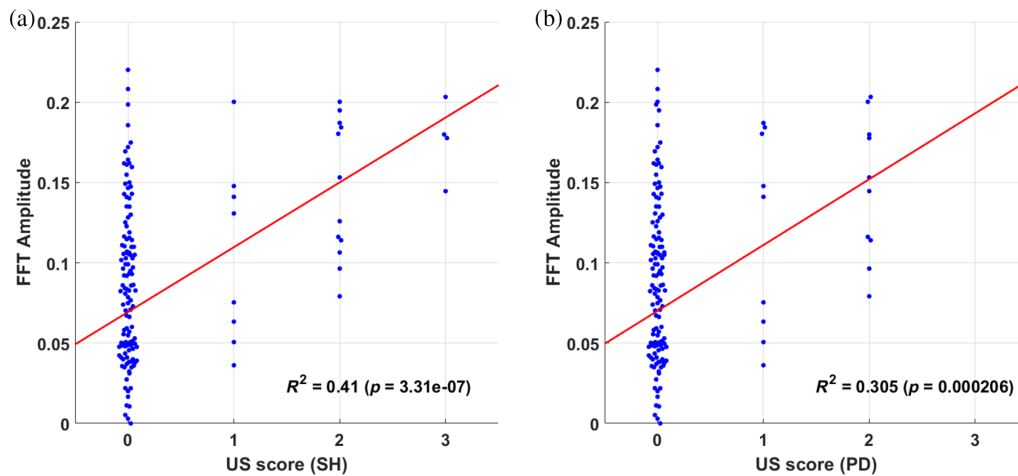 (a)
0.25
0.2
0.15
0.1
0.05
0
FFT Amplitude
R² = 0.41 (p = 3.31e-07)
0 1 2 3
US score (SH)
(b)
0.25
0.2
0.15
0.1
0.05
0
FFT Amplitude
R² = 0.305 (p = 0.000206)
0 1 2 3
US score (PD)